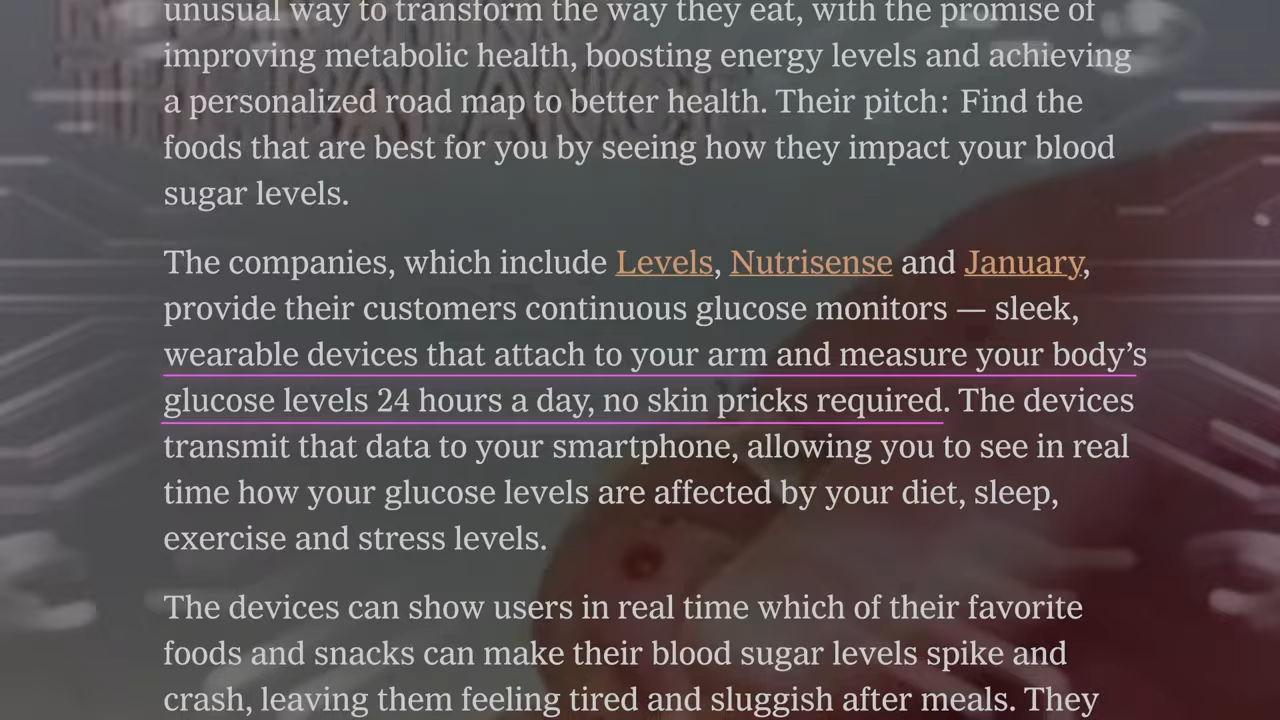 unusual way to transform the way they eat, with the promise of
improving metabolic health, boosting energy levels and achieving
a personalized road map to better health. Their pitch: Find the
foods that are best for you by seeing how they impact your blood
sugar levels.
The companies, which include Levels, Nutrisense and January,
provide their customers continuous glucose monitors — sleek,
wearable devices that attach to your arm and measure your body’s
glucose levels 24 hours a day, no skin pricks required. The devices
transmit that data to your smartphone, allowing you to see in real
time how your glucose levels are affected by your diet, sleep,
exercise and stress levels.
The devices can show users in real time which of their favorite
foods and snacks can make their blood sugar levels spike and
crash, leaving them feeling tired and sluggish after meals. They